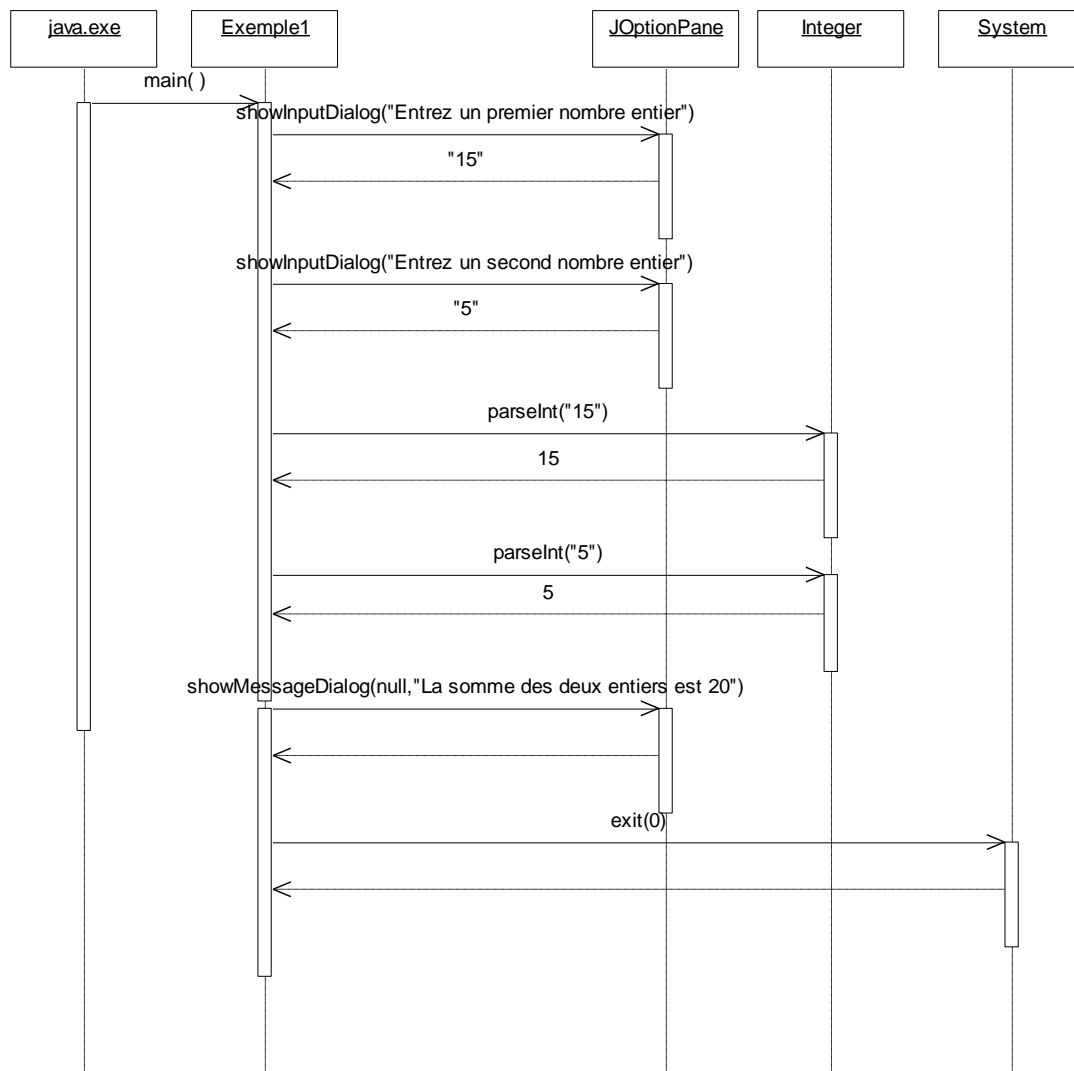 java.exe
Exemple1
JOptionPane
Integer
System
main( )
showInputDialog("Entrez un premier nombre entier")
"15"
showInputDialog("Entrez un second nombre entier")
"5"
parseInt("15")
15
parseInt("5")
5
showMessageDialog(null,"La somme des deux entiers est 20")
exit(0)